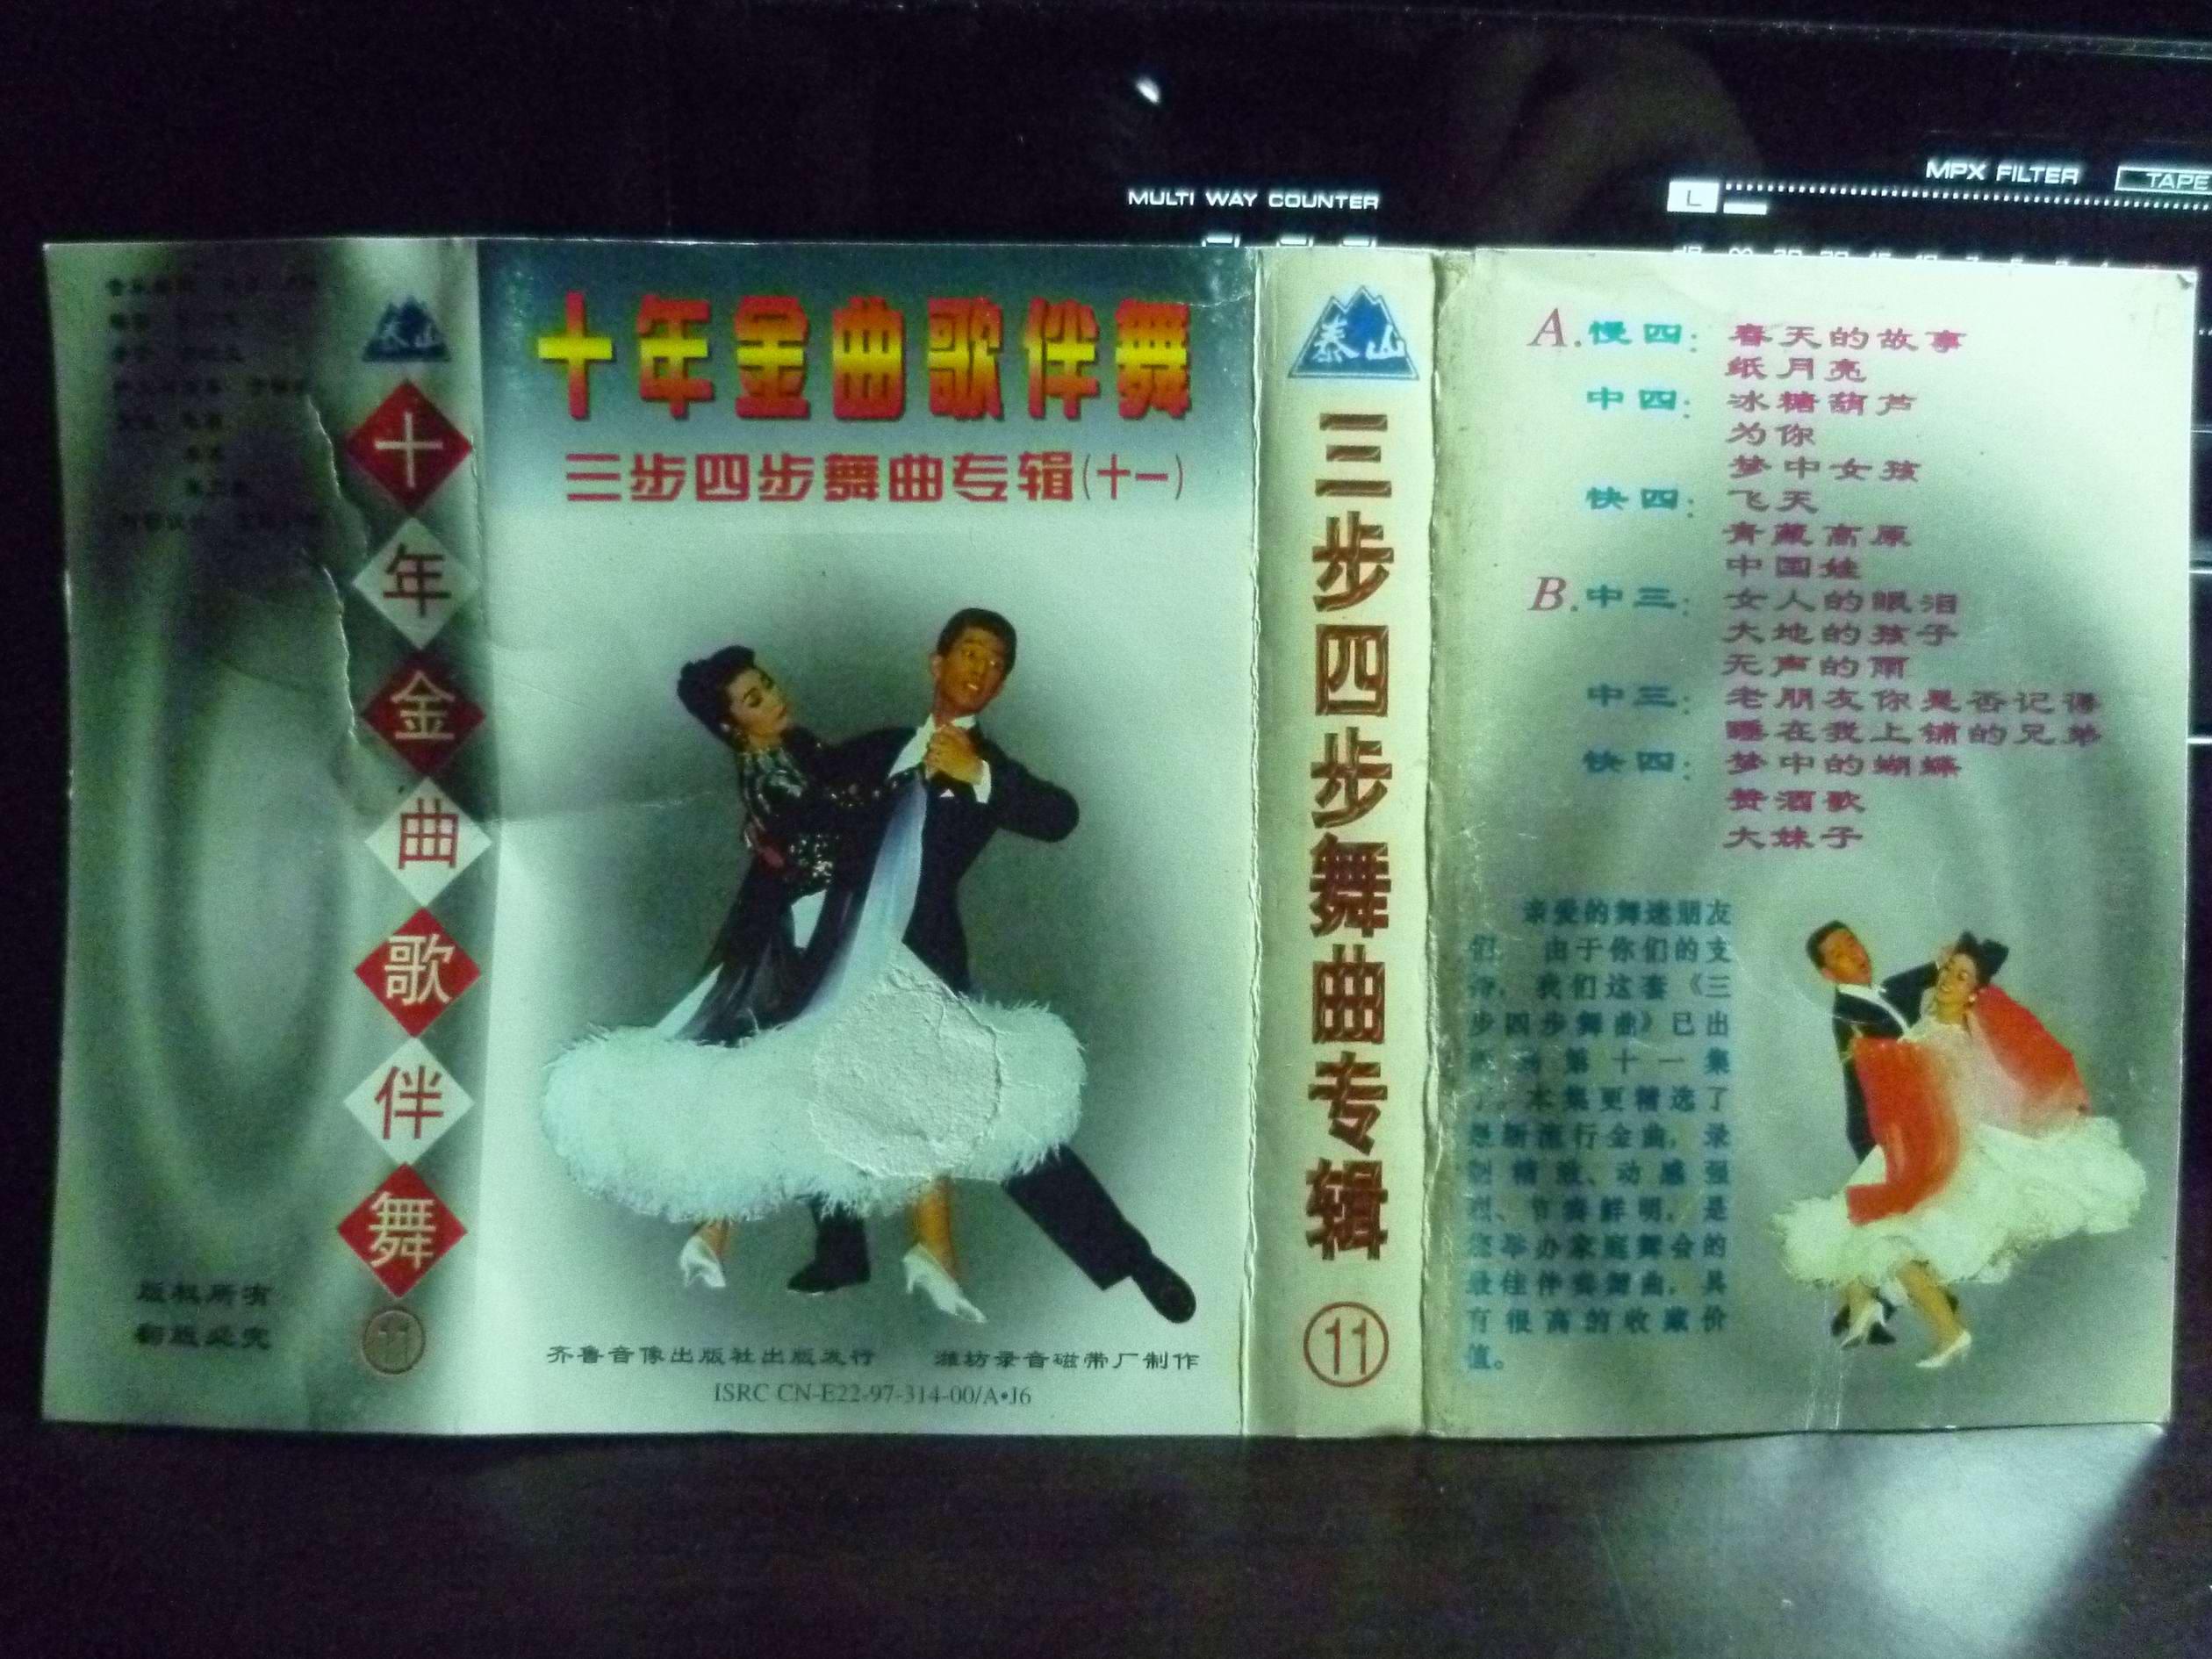 MULTI WAY COUNTER
MPX FILTER
TAPE
L
泰山
十年金曲歌伴舞
11
版权所有
翻版必究
十年金曲歌伴舞
三步四步舞曲专辑(十一)
齐鲁音像出版社出版发行 潍坊录音磁带厂制作
ISRC CN-E22-97-314-00/A•J6
泰山
三步四步舞曲专辑
11
A.慢四: 春天的故事
纸月亮
中四: 冰糖葫芦
为你
梦中女孩
快四: 飞天
青藏高原
中国娃
B.中三: 女人的眼泪
大地的孩子
无声的雨
中三: 老朋友你是否记得
睡在我上铺的兄弟
快四: 梦中的蝴蝶
赞酒歌
大妹子
亲爱的舞迷朋友
们, 由于你们的支
持, 我们这套《三
步四步舞曲》已出
到第十一集
了, 本集更精选了
最新流行金曲, 录
制精致、动感强
烈、节奏鲜明, 是
您举办家庭舞会的
最佳伴奏舞曲, 具
有很高的收藏价
值。